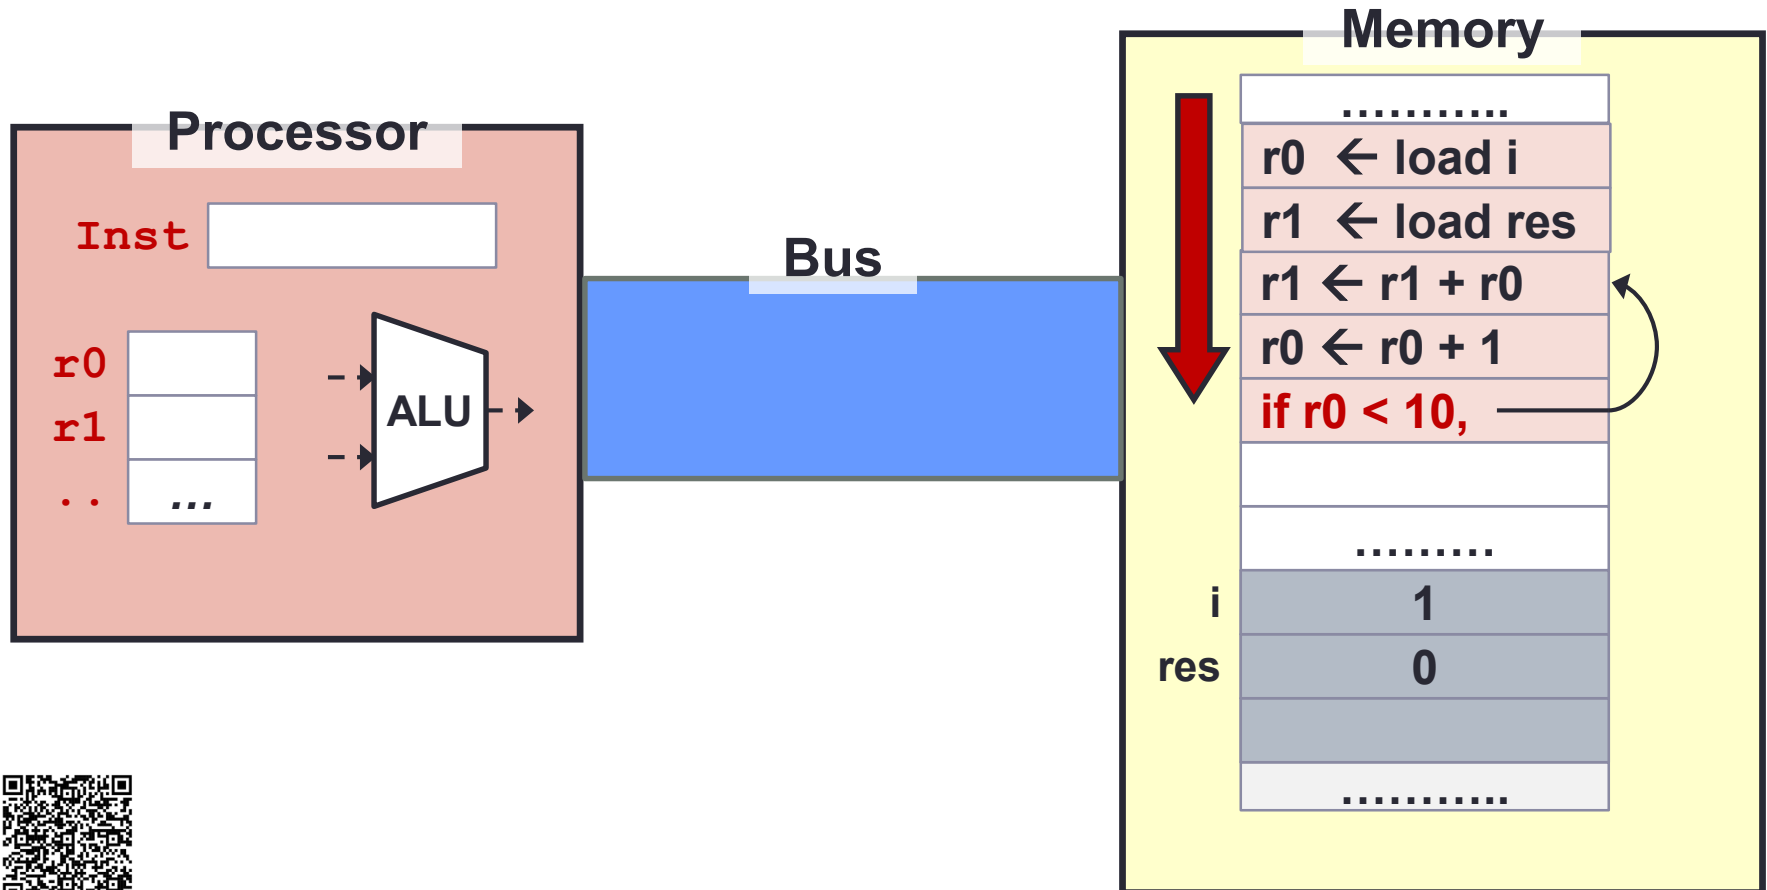 Memory
Processor
Bus
Inst
r0
r1
..
...
ALU
...........
r0 ← load i
r1 ← load res
r1 ← r1 + r0
r0 ← r0 + 1
if r0 < 10,
.........
i 1
res 0
...........